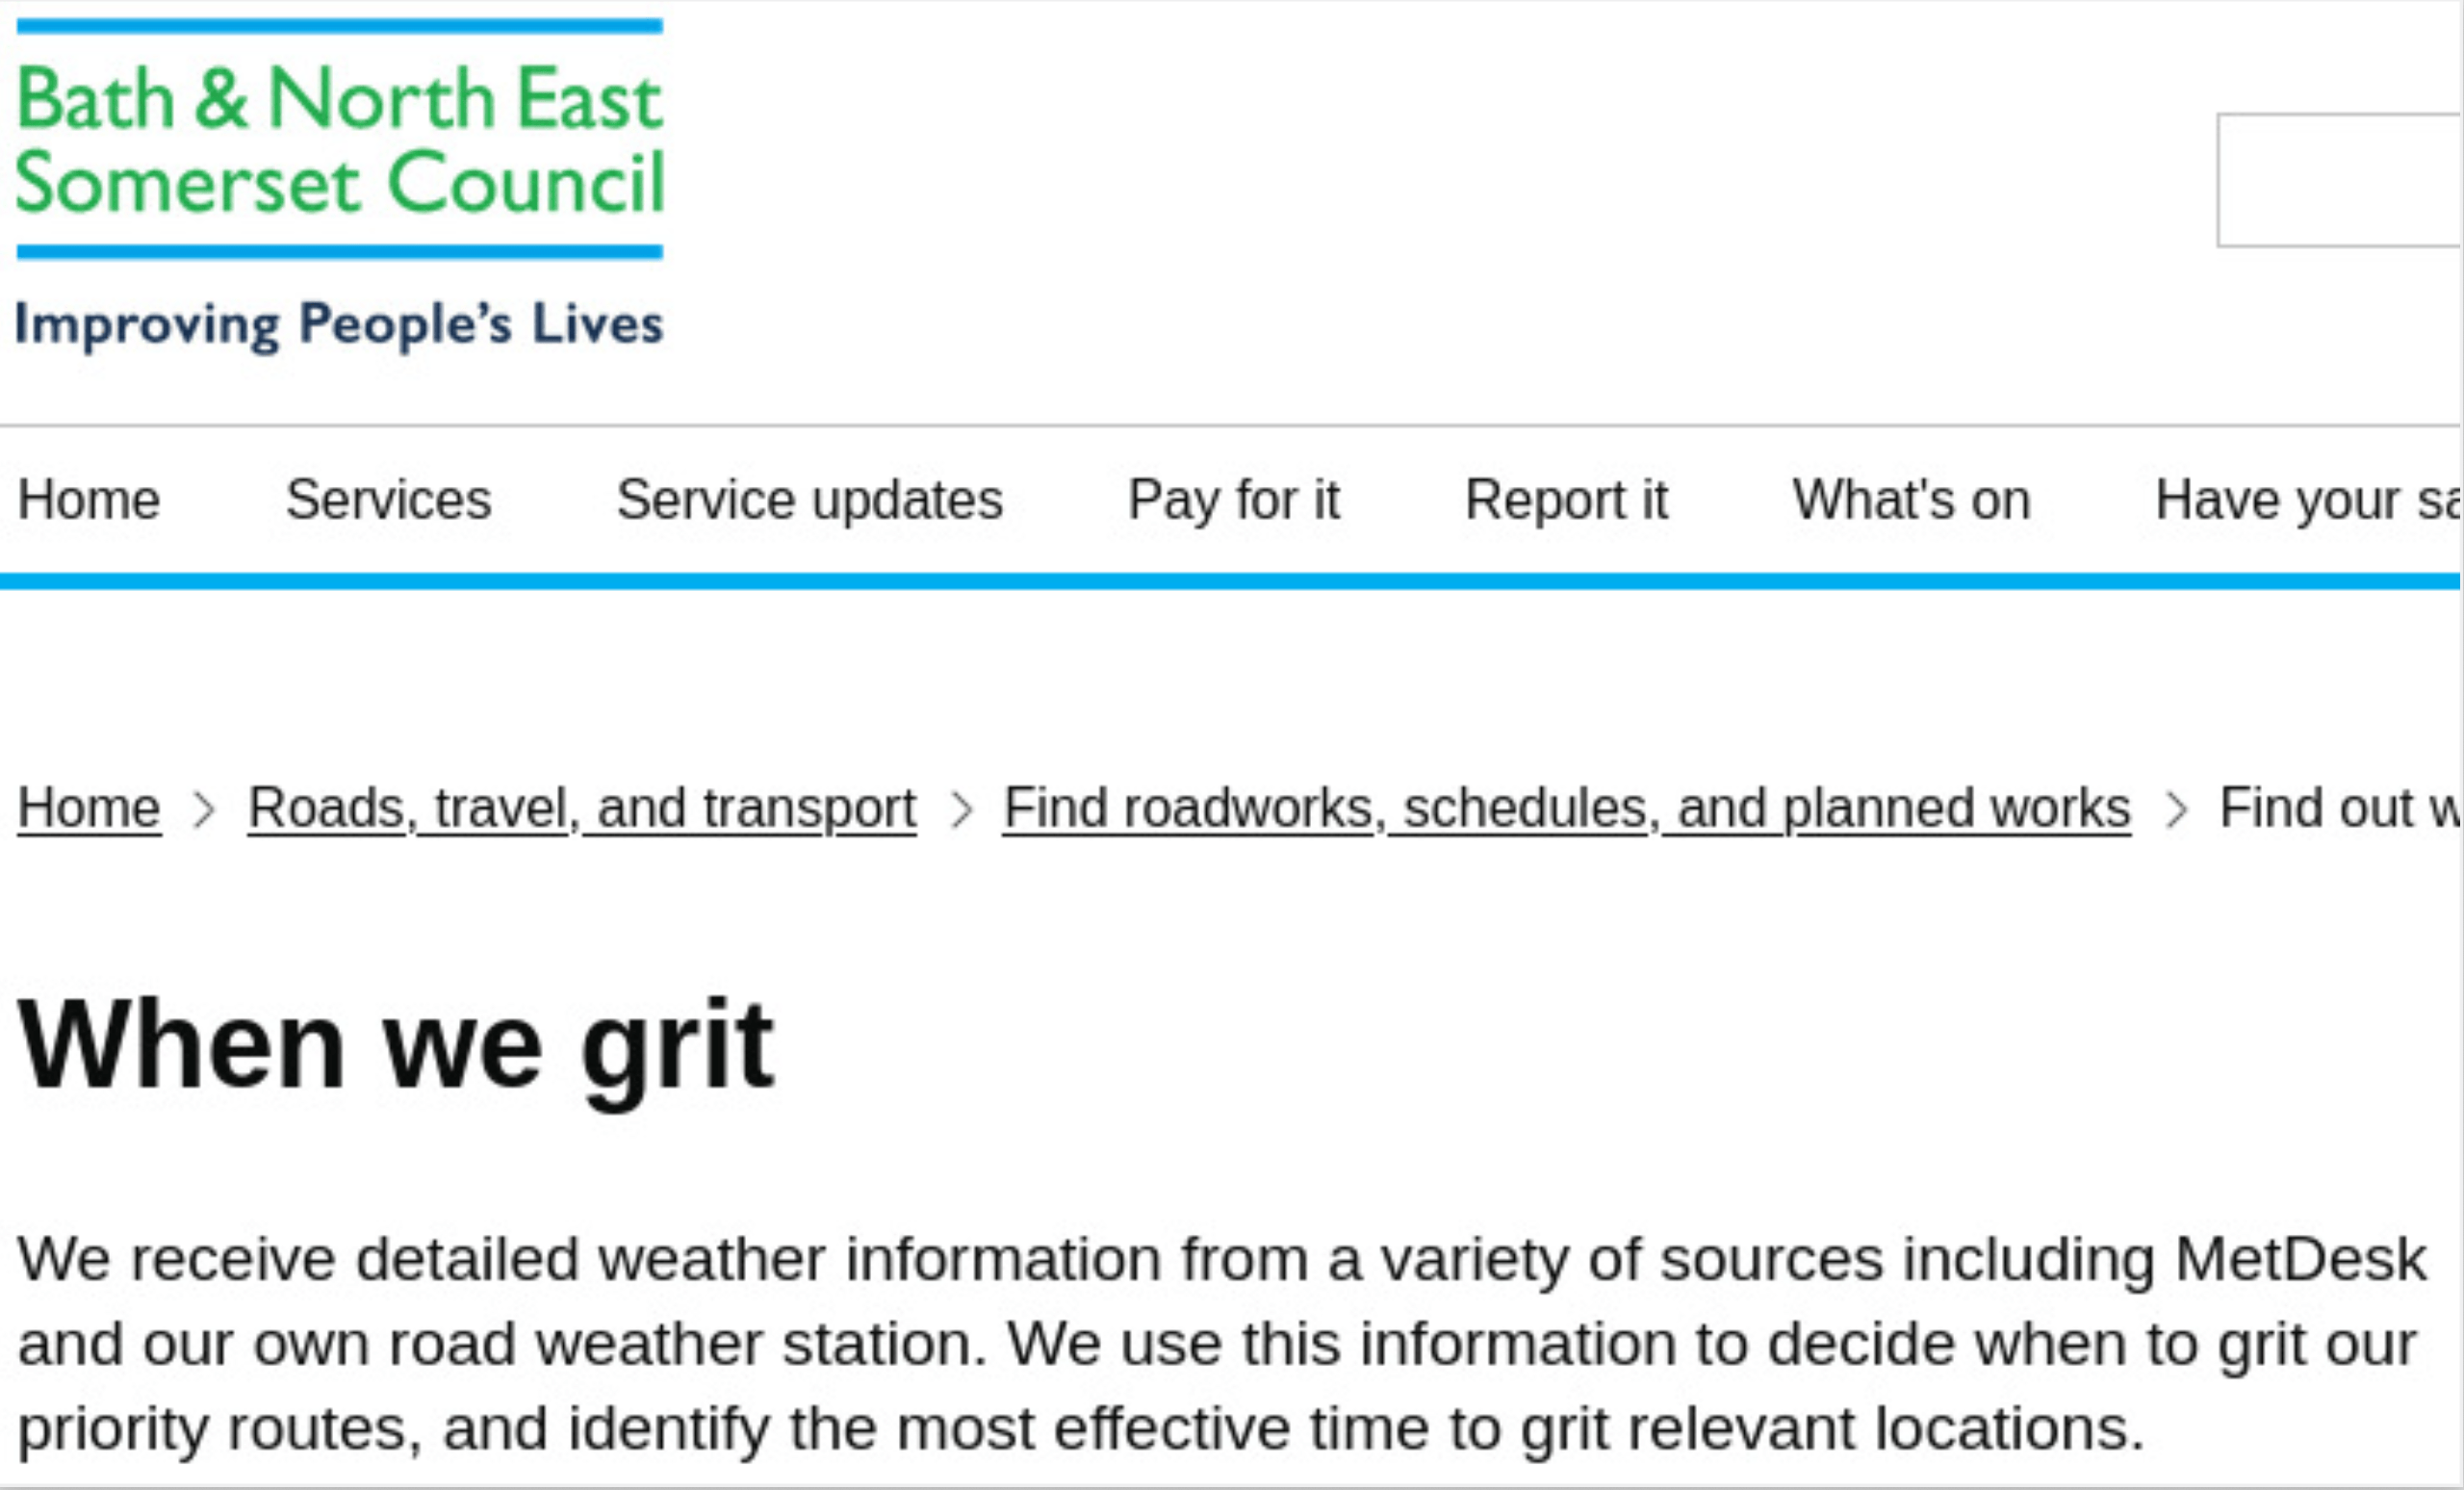 Bath & North East
Somerset Council
Improving People’s Lives
Home Services Service updates Pay for it Report it What's on Have your
Home > Roads, travel, and transport > Find roadworks, schedules, and planned works > Find out
When we grit
We receive detailed weather information from a variety of sources including MetDesk
and our own road weather station. We use this information to decide when to grit our
priority routes, and identify the most effective time to grit relevant locations.